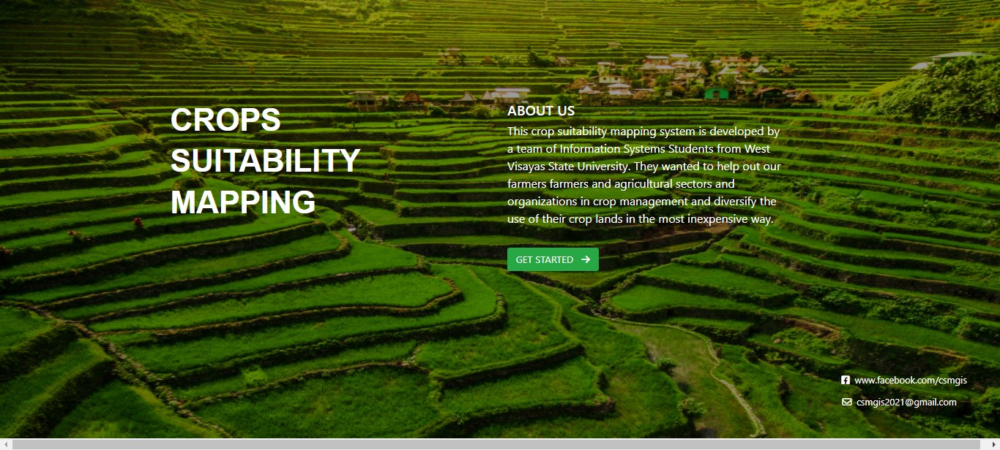 CROPS
SUITABILITY
MAPPING
ABOUT US
This crop suitability mapping system is developed by
a team of Information Systems Students from West
Visayas State University. They wanted to help out our
farmers farmers and agricultural sectors and
organizations in crop management and diversify the
use of their crop lands in the most inexpensive way.
GET STARTED
www.facebook.com/csmgis
csmgis2021@gmail.com